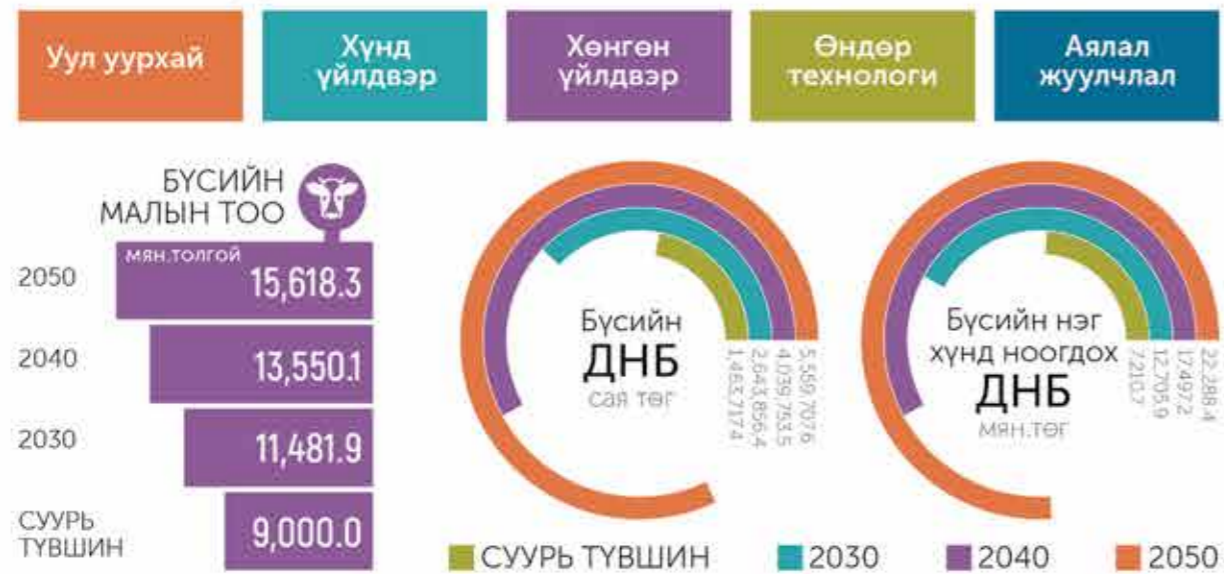 Уул уурхай
Хүнд
үйлдвэр
Хөнгөн
үйлдвэр
Өндөр
технологи
Аялал
жуулчлал
БҮСИЙН
МАЛЫН ТОО
мян.толгой
2050
15,618.3
2040
13,550.1
2030
11,481.9
СУУРЬ
ТҮВШИН
9,000.0
Бүсийн
ДНБ
сая төг
1,463,717.4
2,643,856.4
4,039,753.5
5,559,707.6
Бүсийн нэг
хүнд ноогдох
ДНБ
мян.төг
7,210.7
12,705.9
17,497.2
22,288.4
СУУРЬ ТҮВШИН
2030
2040
2050